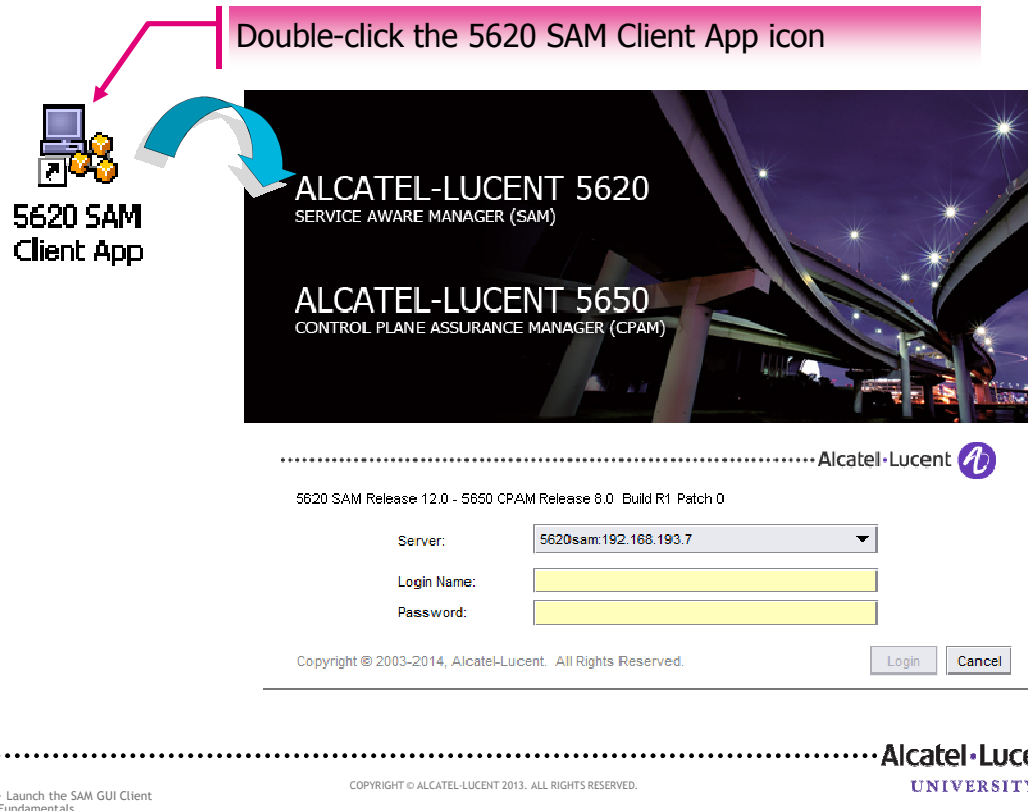 Double-click the 5620 SAM Client App icon
5620 SAM
Client App
ALCATEL-LUCENT 5620
SERVICE AWARE MANAGER (SAM)
ALCATEL-LUCENT 5650
CONTROL PLANE ASSURANCE MANAGER (CPAM)
Alcatel·Lucent
5620 SAM Release 12.0 - 5650 CPAM Release 8.0 Build R1 Patch 0
Server:
5620sam:192.168.193.7
Login Name:
Password:
Copyright © 2003-2014, Alcatel-Lucent. All Rights Reserved.
Login
Cancel
Alcatel·Luce
UNIVERSITY
COPYRIGHT © ALCATEL-LUCENT 2013. ALL RIGHTS RESERVED.
Launch the SAM GUI Client
Fundamentals